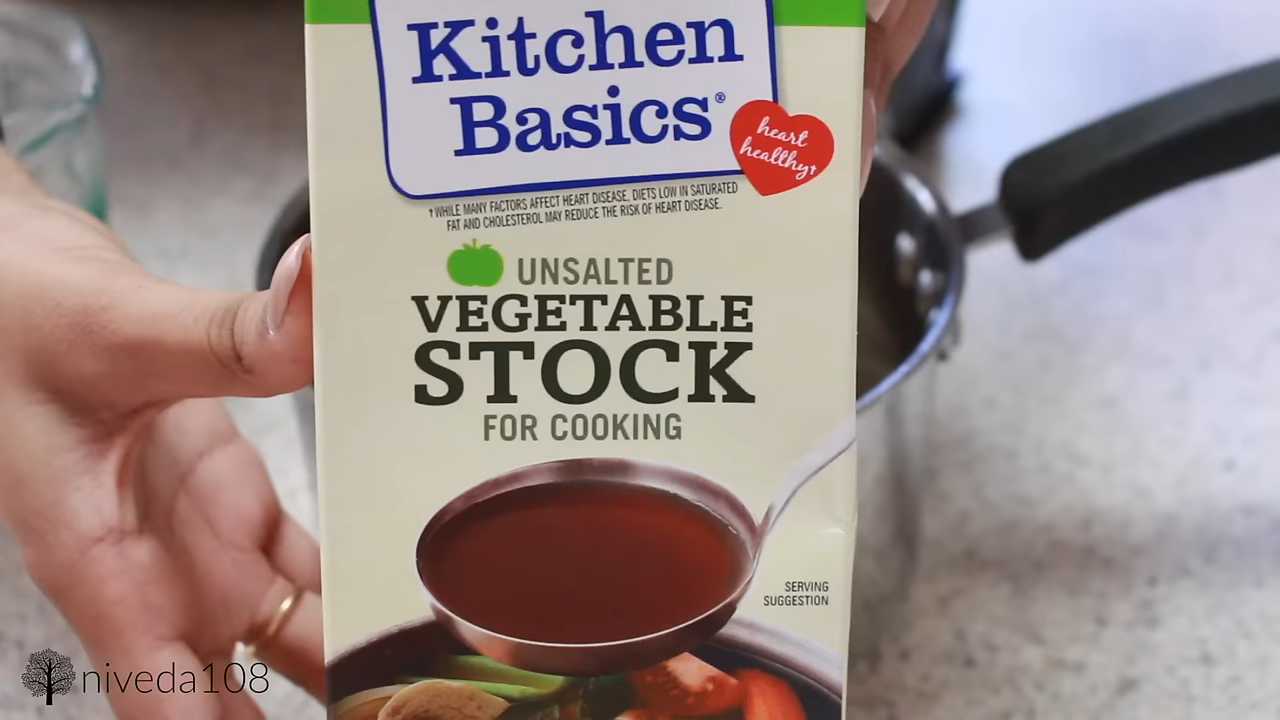 Kitchen
Basics®
heart
healthy†
†WHILE MANY FACTORS AFFECT HEART DISEASE, DIETS LOW IN SATURATED
FAT AND CHOLESTEROL MAY REDUCE THE RISK OF HEART DISEASE.
UNSALTED
VEGETABLE
STOCK
FOR COOKING
SERVING
SUGGESTION
niveda108